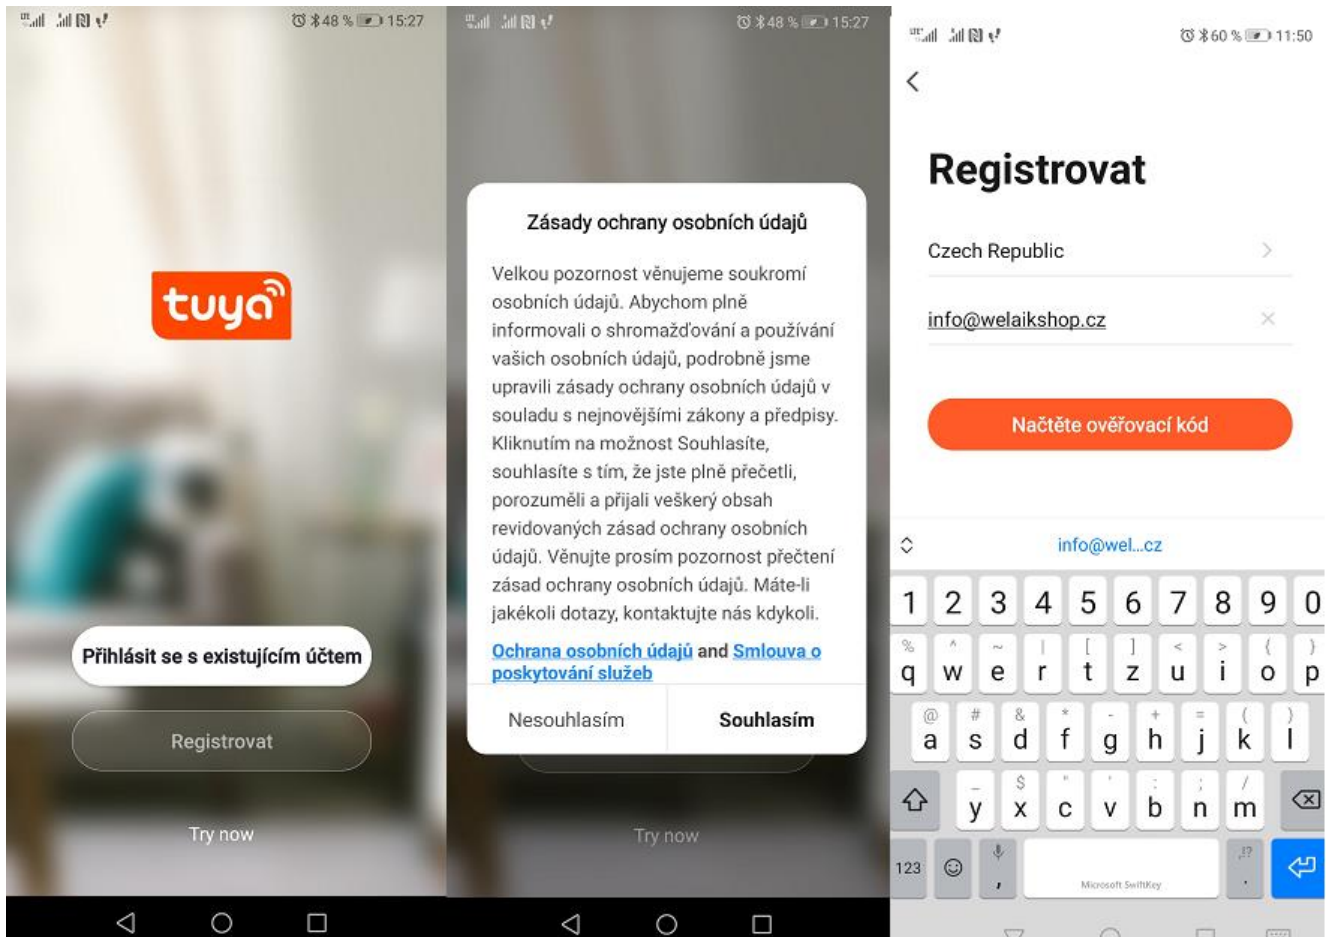 48 % 15:27
tuya
Přihlásit se s existujícím účtem
Registrovat
Try now
48 % 15:27
Zásady ochrany osobních údajů
Velkou pozornost věnujeme soukromí
osobních údajů. Abychom plně
informovali o shromažďování a používání
vašich osobních údajů, podrobně jsme
upravili zásady ochrany osobních údajů v
souladu s nejnovějšími zákony a předpisy.
Kliknutím na možnost Souhlasíte,
souhlasíte s tím, že jste plně přečetli,
porozuměli a přijali veškerý obsah
revidovaných zásad ochrany osobních
údajů. Věnujte prosím pozornost přečtení
zásad ochrany osobních údajů. Máte-li
jakékoli dotazy, kontaktujte nás kdykoli.
Ochrana osobních údajů and Smlouva o
poskytování služeb
Nesouhlasím Souhlasím
Try now
60 % 11:50
Registrovat
Czech Republic
info@welaikshop.cz
Načtěte ověřovací kód
info@wel...cz
1 2 3 4 5 6 7 8 9 0
% ^ ~ | [ ] < > { }
q w e r t z u i o p
@ # & * - + = ( )
a s d f g h j k l
_ $ " ' : ; /
y x c v b n m
123 , Microsoft SwiftKey ,!? .